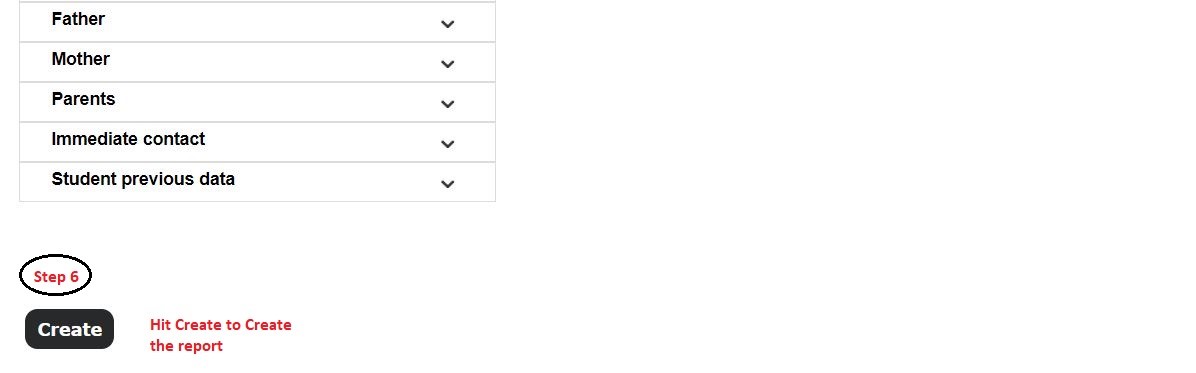 Father
Mother
Parents
Immediate contact
Student previous data
Step 6
Create
Hit Create to Create
the report